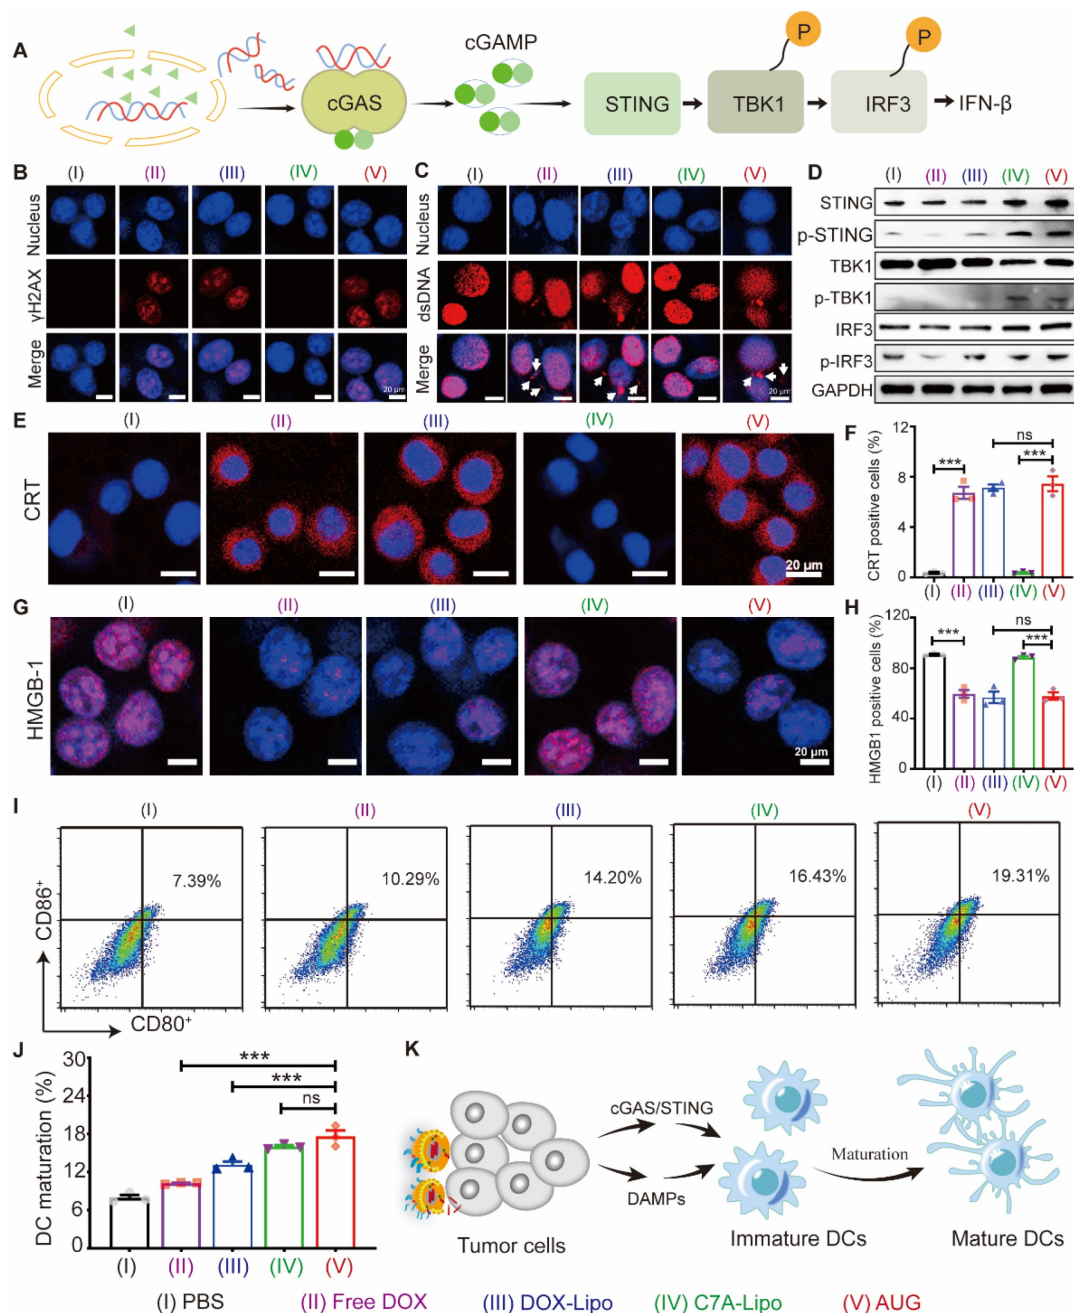 A
cGAS
cGAMP
STING
TBK1
P
IRF3
P
IFN-β
B
(I) (II) (III) (IV) (V)
Nucleus
γH2AX
Merge
20 μm
C
(I) (II) (III) (IV) (V)
Nucleus
dsDNA
Merge
20 μm
D
(I) (II) (III) (IV) (V)
STING
p-STING
TBK1
p-TBK1
IRF3
p-IRF3
GAPDH
E
(I) (II) (III) (IV) (V)
CRT
20 μm
F
CRT positive cells (%)
12
8
4
0
*** *** ns
(I) (II) (III) (IV) (V)
G
(I) (II) (III) (IV) (V)
HMGB-1
20 μm
H
HMGB1 positive cells (%)
120
90
60
30
0
*** *** ns
(I) (II) (III) (IV) (V)
I
(I) (II) (III) (IV) (V)
7.39% 10.29% 14.20% 16.43% 19.31%
CD86⁺
CD80⁺
J
DC maturation (%)
30
24
18
12
6
0
***
***
ns
(I) (II) (III) (IV) (V)
K
cGAS/STING
DAMPs
Maturation
Tumor cells
Immature DCs
Mature DCs
(I) PBS (II) Free DOX (III) DOX-Lipo (IV) C7A-Lipo (V) AUG